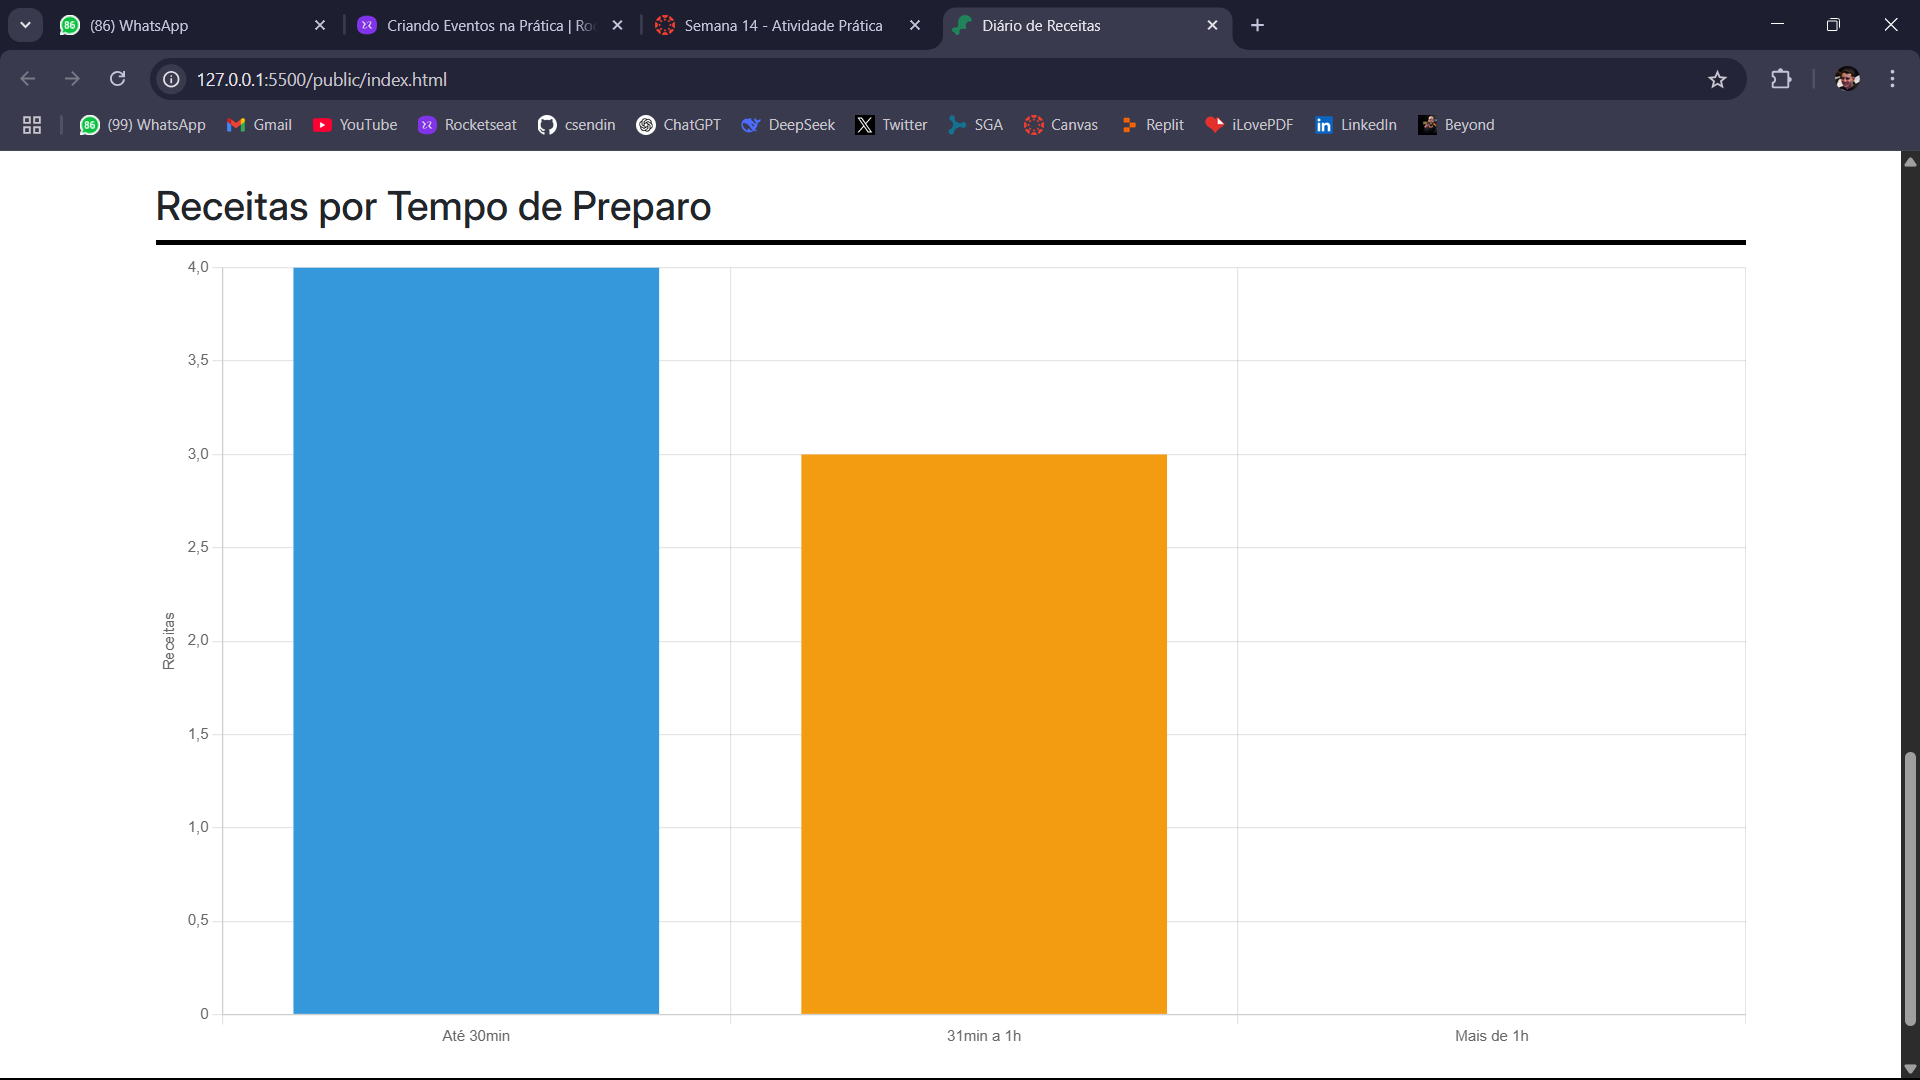 (86) WhatsApp
Criando Eventos na Prática | Ro
Semana 14 - Atividade Prática
Diário de Receitas
127.0.0.1:5500/public/index.html
(99) WhatsApp
Gmail
YouTube
Rocketseat
csendin
ChatGPT
DeepSeek
Twitter
SGA
Canvas
Replit
iLovePDF
LinkedIn
Beyond
Receitas por Tempo de Preparo
4,0
3,5
3,0
2,5
2,0
1,5
1,0
0,5
0
Receitas
Até 30min
31min a 1h
Mais de 1h